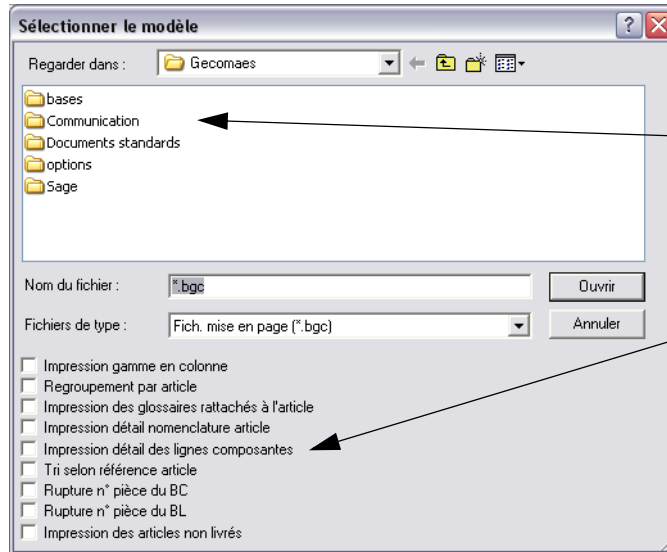 Sélectionner le modèle
Regarder dans :
Gecomaes
bases
Communication
Documents standards
options
Sage
Nom du fichier :
*.bgc
Ouvrir
Fichiers de type :
Fich. mise en page (*.bgc)
Annuler
Impression gamme en colonne
Regroupement par article
Impression des glossaires rattachés à l'article
Impression détail nomenclature article
Impression détail des lignes composantes
Tri selon référence article
Rupture n° pièce du BC
Rupture n° pièce du BL
Impression des articles non livrés